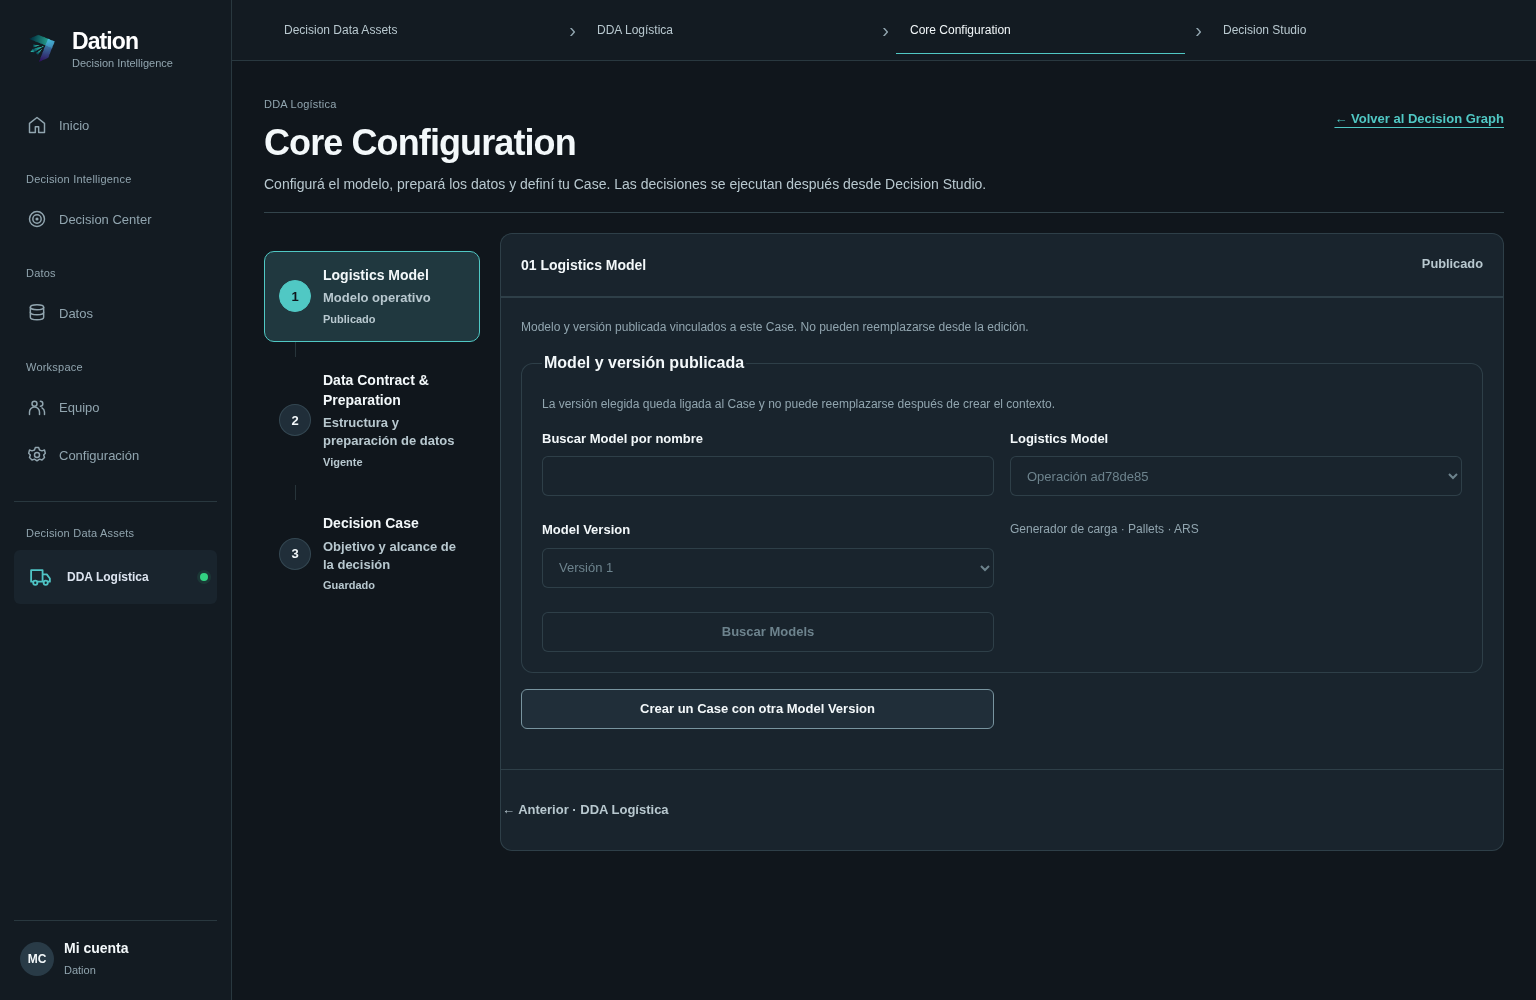 Dation
Decision Intelligence
Inicio
Decision Intelligence
Decision Center
Datos
Datos
Workspace
Equipo
Configuración
Decision Data Assets
DDA Logística
MC
Mi cuenta
Dation
Decision Data Assets
› DDA Logística
› Core Configuration
› Decision Studio
DDA Logística
Core Configuration
Configurá el modelo, prepará los datos y definí tu Case. Las decisiones se ejecutan después desde Decision Studio.
← Volver al Decision Graph
1
Logistics Model
Modelo operativo
Publicado
2
Data Contract &
Preparation
Estructura y
preparación de datos
Vigente
3
Decision Case
Objetivo y alcance de
la decisión
Guardado
01 Logistics Model
Publicado
Modelo y versión publicada vinculados a este Case. No pueden reemplazarse desde la edición.
Model y versión publicada
La versión elegida queda ligada al Case y no puede reemplazarse después de crear el contexto.
Buscar Model por nombre
Logistics Model
Operación ad78de85
Model Version
Generador de carga · Pallets · ARS
Versión 1
Buscar Models
Crear un Case con otra Model Version
← Anterior · DDA Logística